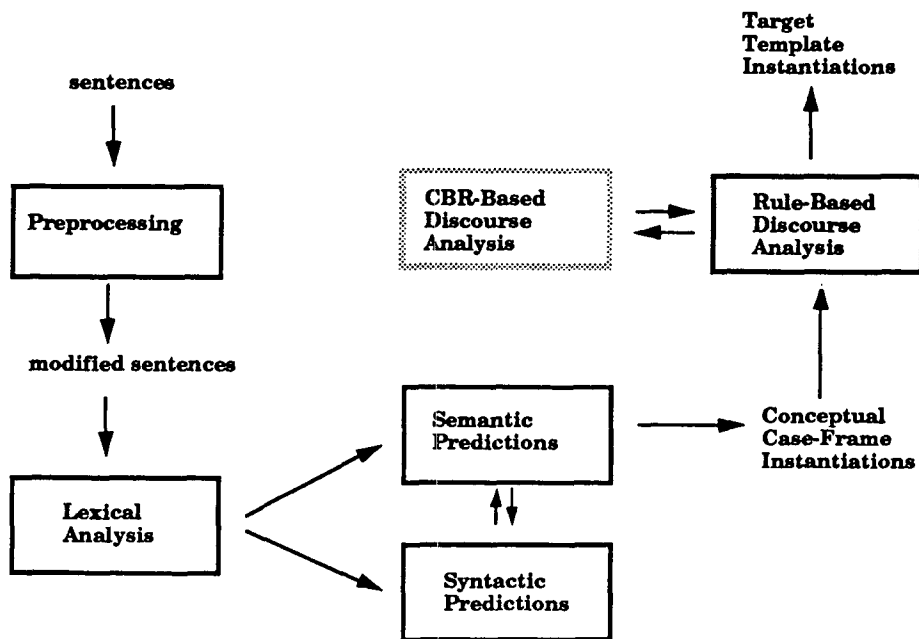 sentences
Preprocessing
modified sentences
Lexical
Analysis
Semantic
Predictions
Syntactic
Predictions
Conceptual
Case-Frame
Instantiations
CBR-Based
Discourse
Analysis
Rule-Based
Discourse
Analysis
Target
Template
Instantiations